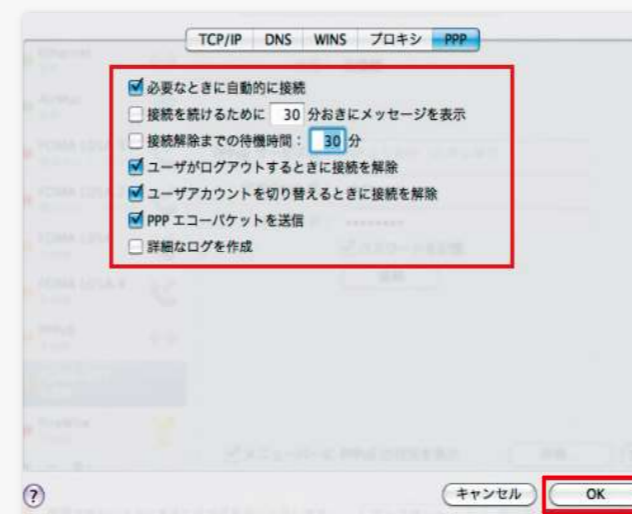 TCP/IP DNS WINS プロキシ PPP
必要なときに自動的に接続
接続を続けるために 30 分おきにメッセージを表示
接続解除までの待機時間： 30 分
ユーザがログアウトするときに接続を解除
ユーザアカウントを切り替えるときに接続を解除
PPP エコーパケットを送信
詳細なログを作成
? キャンセル OK